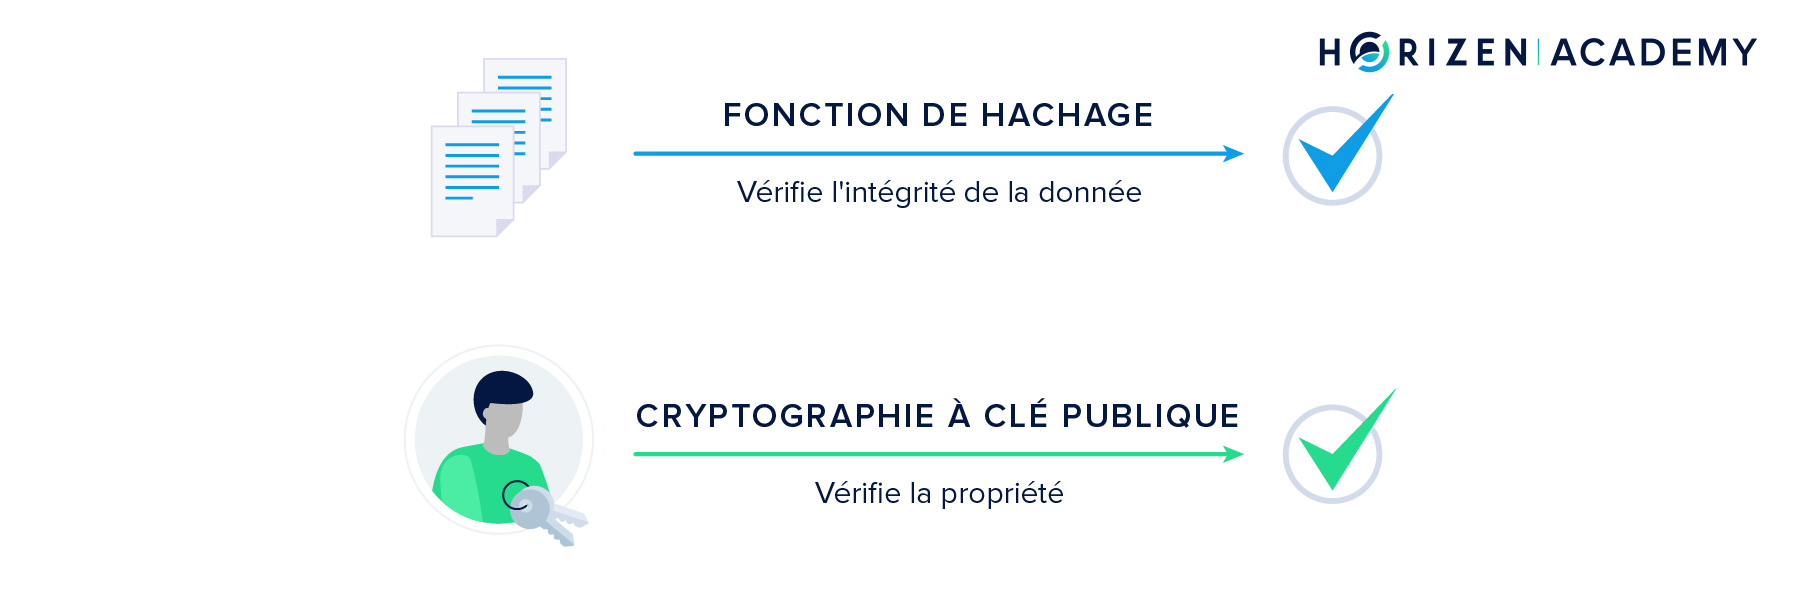 HORIZEN | ACADEMY
FONCTION DE HACHAGE
Vérifie l'intégrité de la donnée
CRYPTOGRAPHIE À CLÉ PUBLIQUE
Vérifie la propriété